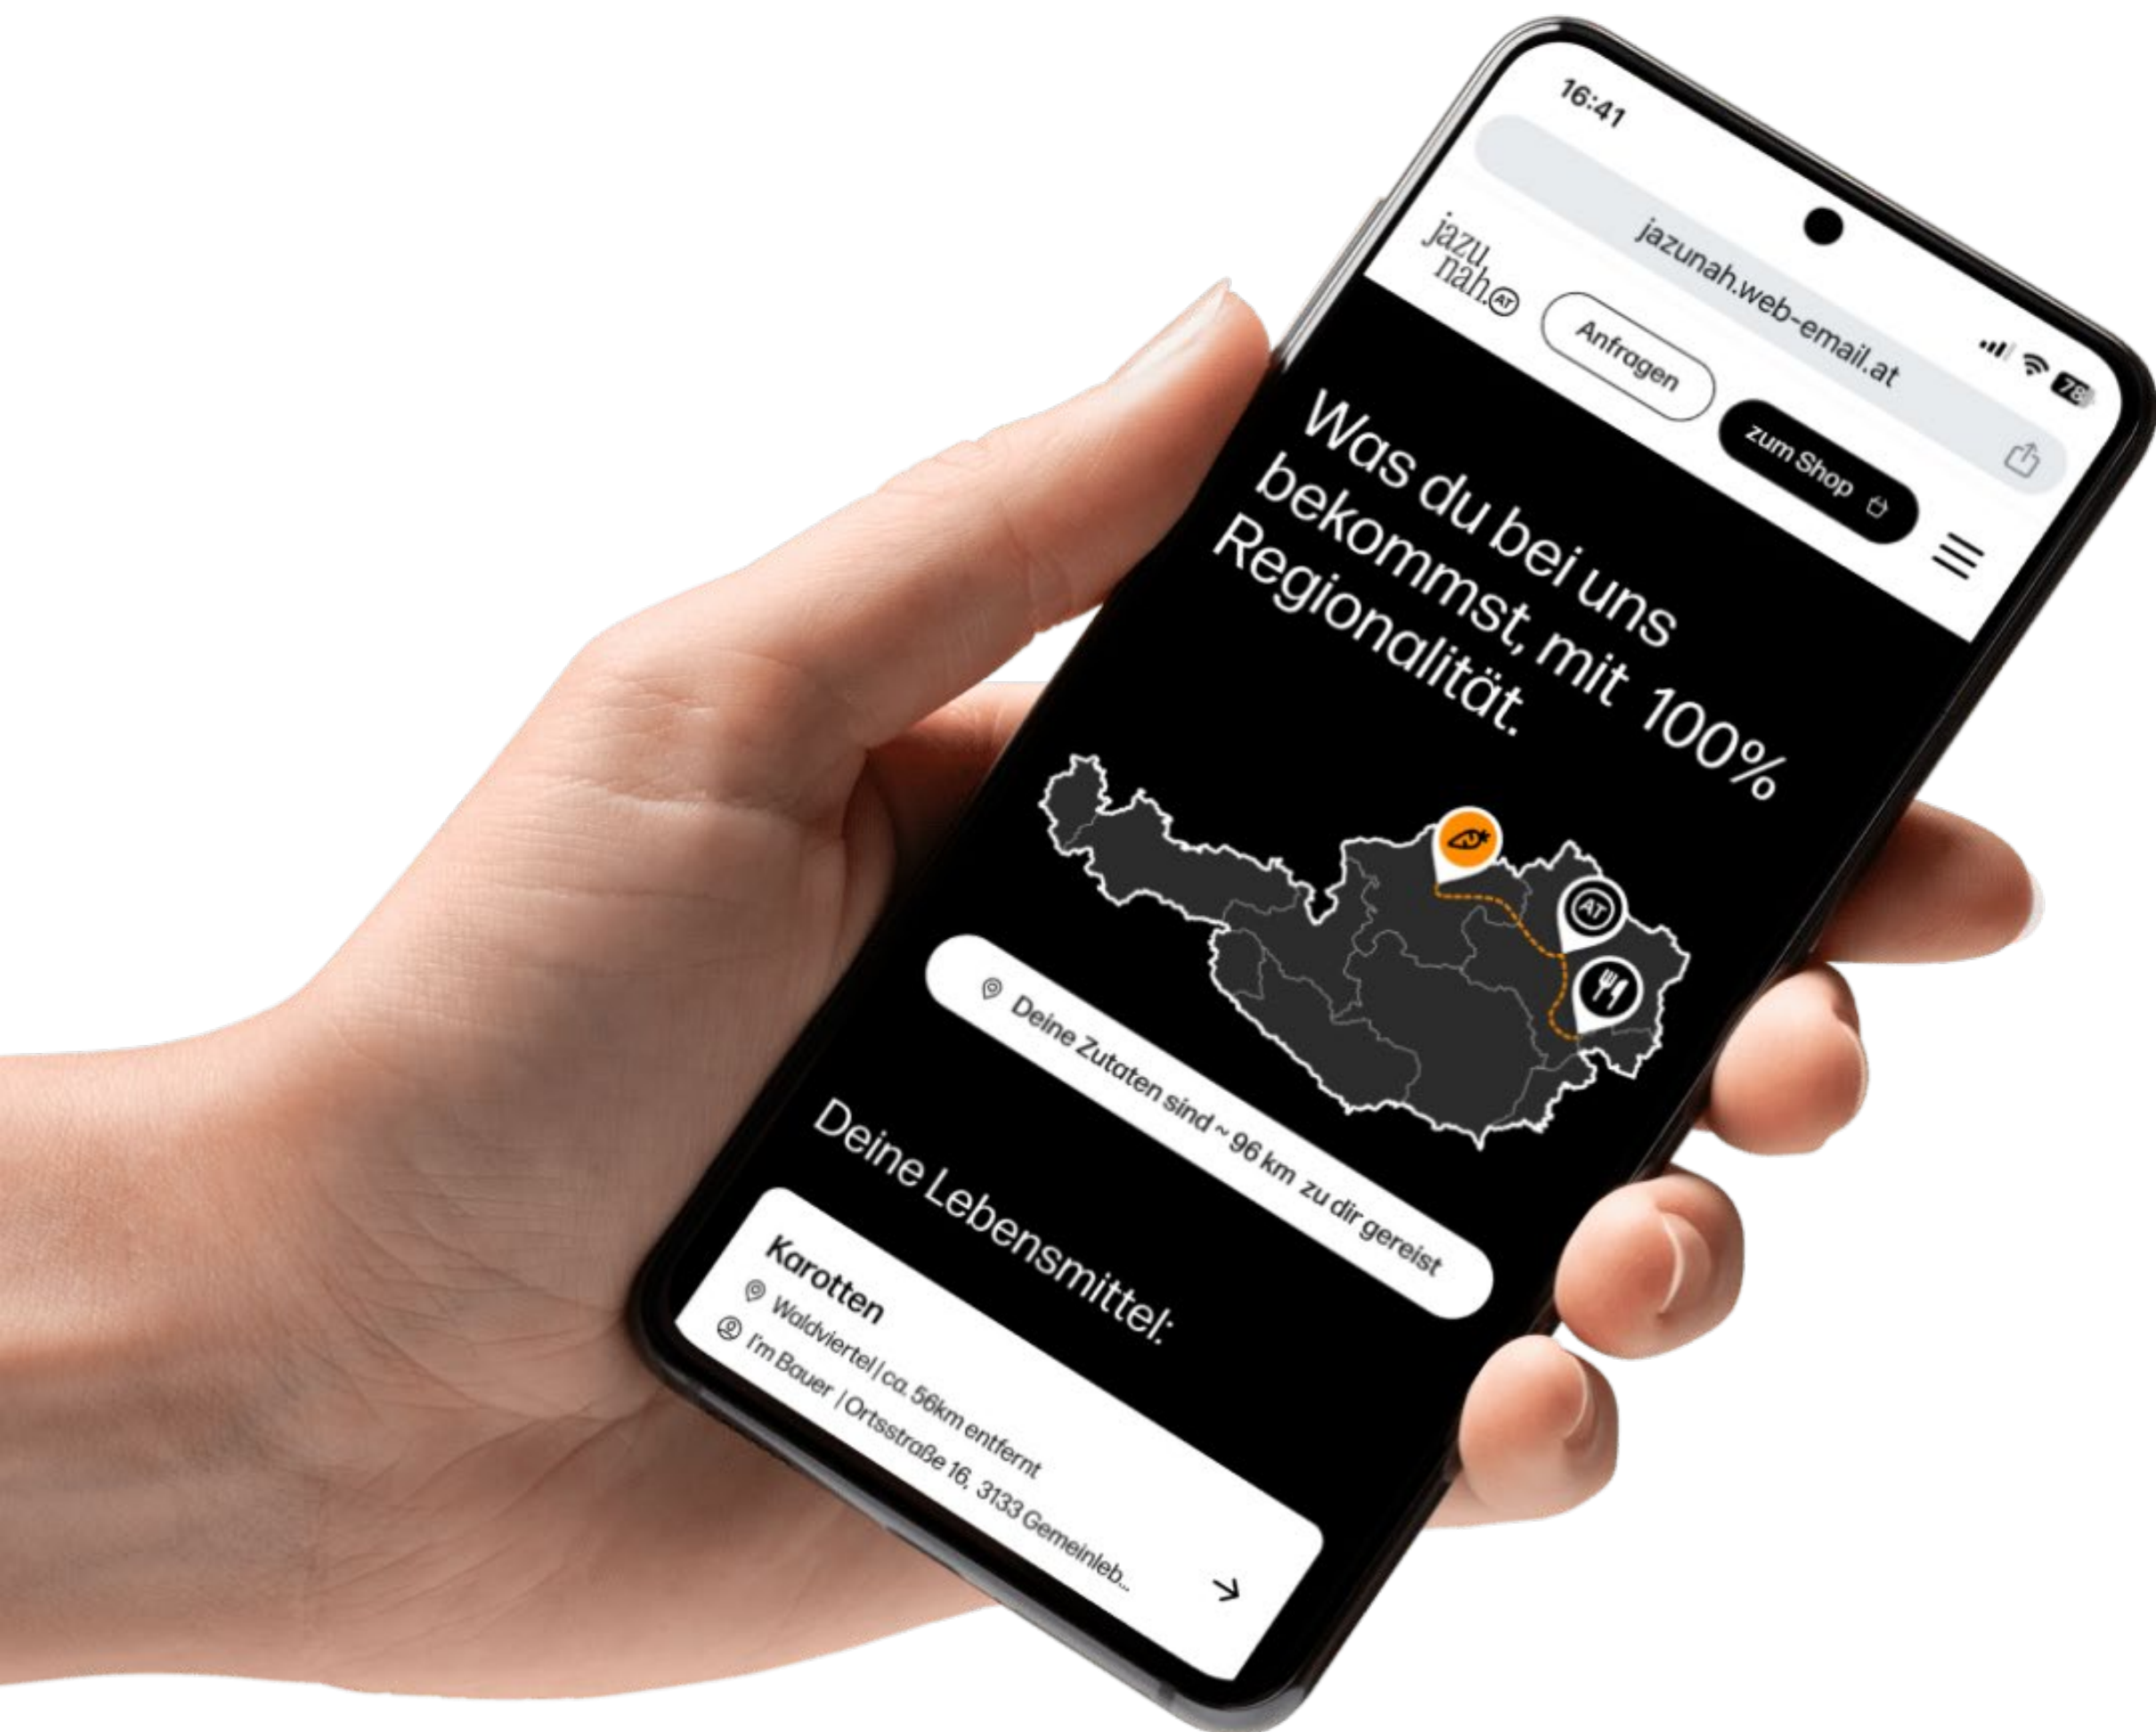 16:41
78
jazunah.web-email.at
jazu
nah.AT
Anfragen
zum Shop
Was du bei uns
bekommst, mit 100%
Regionalität.
AT
Deine Zutaten sind ~ 96 km zu dir gereist
Deine Lebensmittel:
Karotten
Waldviertel | ca. 56km entfernt
I'm Bauer | Ortsstraße 16, 3133 Gemeinleb...